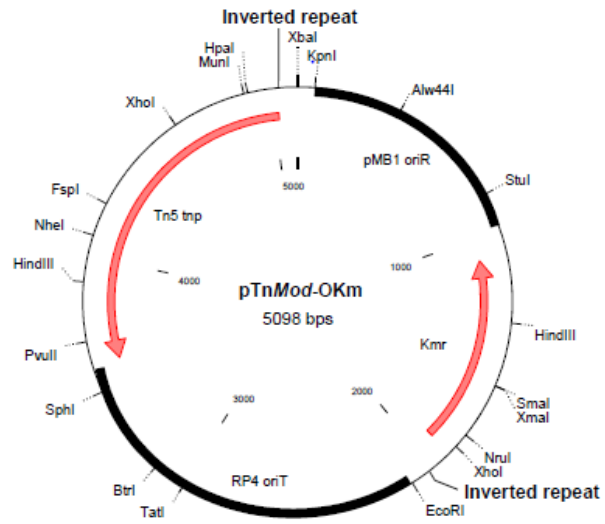 Inverted repeat
XbaI
HpaI
KpnI
MunI
Alw44I
XhoI
pMB1 oriR
5000
StuI
FspI
Tn5 tnp
NheI
1000
HindIII
4000
pTnMod-OKm
5098 bps
HindIII
Kmr
PvuII
3000
2000
SphI
SmaI
XmaI
NruI
XhoI
BtrI
RP4 oriT
Inverted repeat
TatI
EcoRI